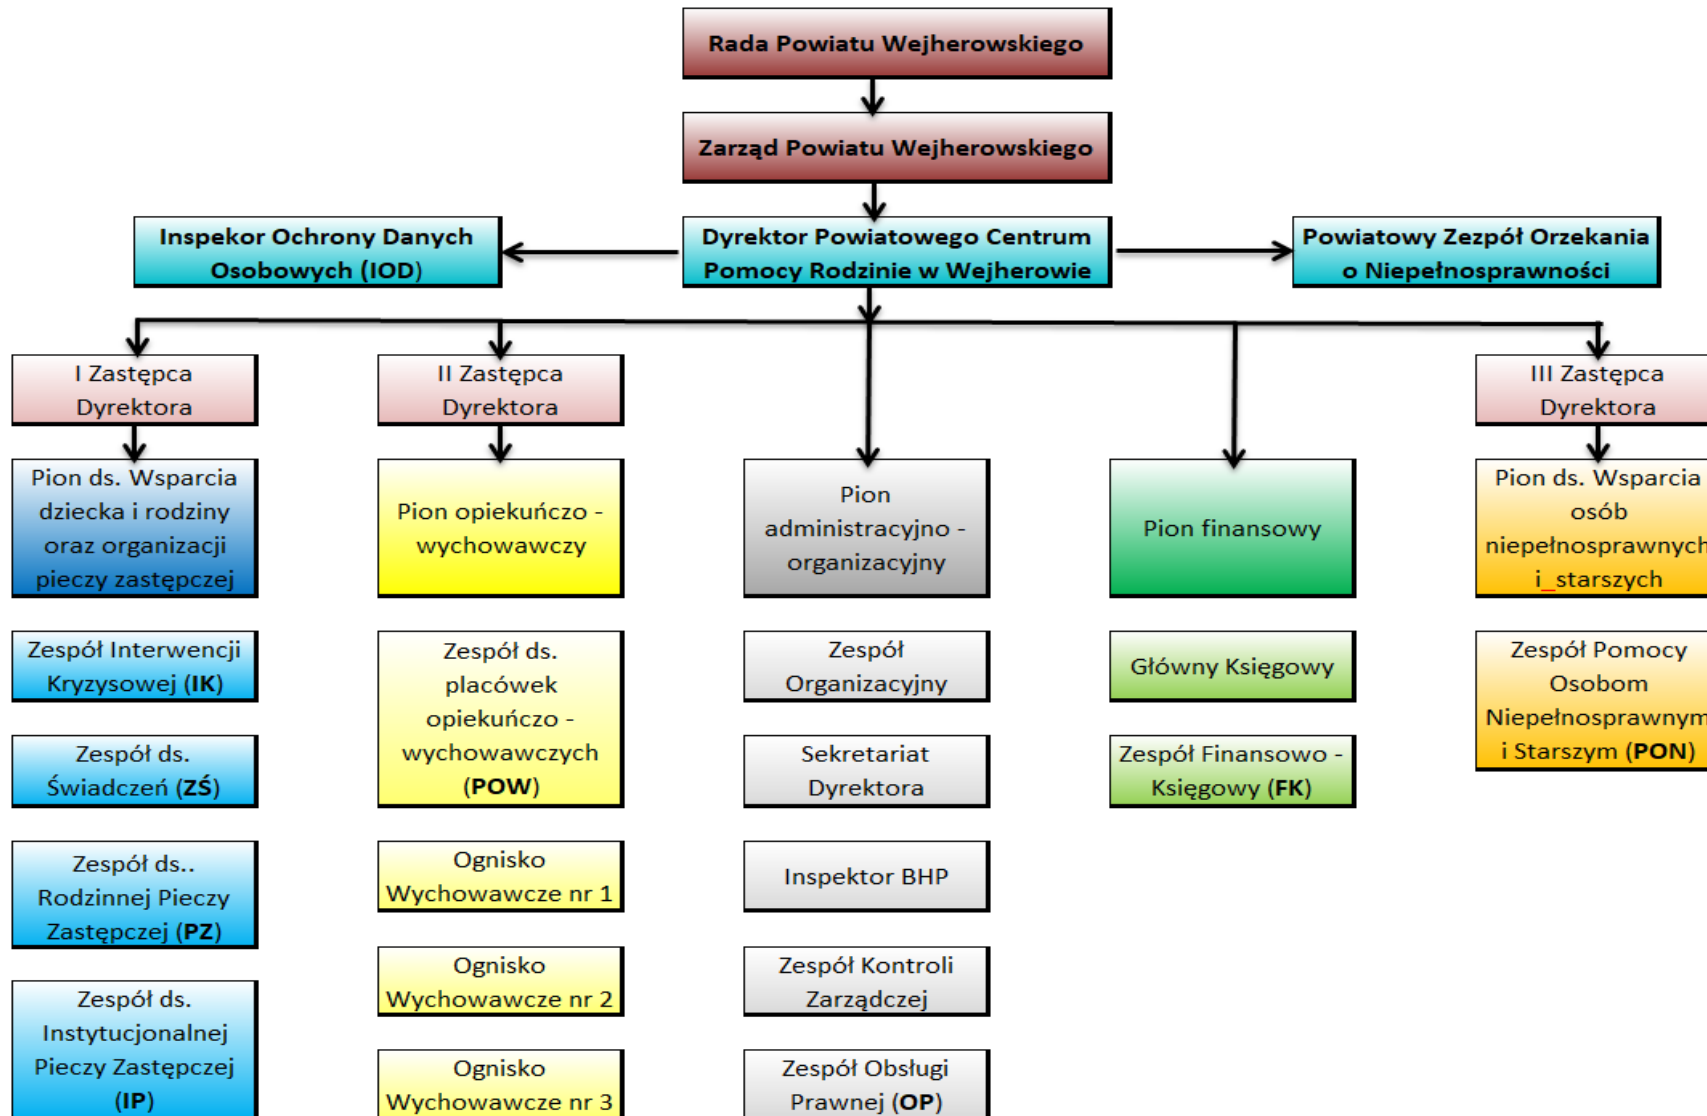 Rada Powiatu Wejherowskiego
Zarząd Powiatu Wejherowskiego
Inspekor Ochrony Danych
Osobowych (IOD)
Dyrektor Powiatowego Centrum
Pomocy Rodzinie w Wejherowie
Powiatowy Zezpół Orzekania
o Niepełnosprawności
I Zastępca
Dyrektora
II Zastępca
Dyrektora
III Zastępca
Dyrektora
Pion ds. Wsparcia
dziecka i rodziny
oraz organizacji
pieczy zastępczej
Pion opiekuńczo -
wychowawczy
Pion
administracyjno -
organizacyjny
Pion finansowy
Pion ds. Wsparcia
osób
niepełnosprawnych
i_starszych
Zespół Interwencji
Kryzysowej (IK)
Zespół ds.
Świadczeń (ZŚ)
Zespół ds..
Rodzinnej Pieczy
Zastępczej (PZ)
Zespół ds.
Instytucjonalnej
Pieczy Zastępczej
(IP)
Zespół ds.
placówek
opiekuńczo -
wychowawczych
(POW)
Ognisko
Wychowawcze nr 1
Ognisko
Wychowawcze nr 2
Ognisko
Wychowawcze nr 3
Zespół
Organizacyjny
Sekretariat
Dyrektora
Inspektor BHP
Zespół Kontroli
Zarządczej
Zespół Obsługi
Prawnej (OP)
Główny Księgowy
Zespół Finansowo -
Księgowy (FK)
Zespół Pomocy
Osobom
Niepełnosprawnym
i Starszym (PON)